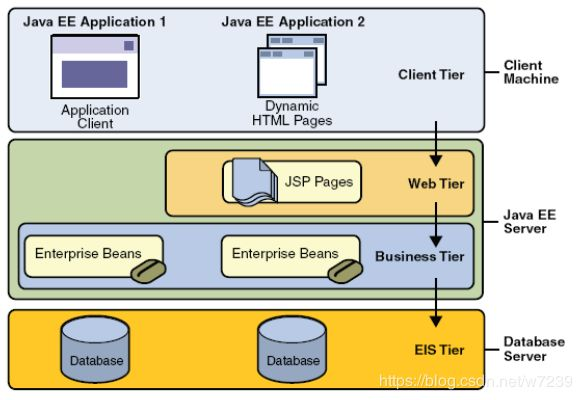 Java EE Application 1
Java EE Application 2
Application
Client
Dynamic
HTML Pages
Client Tier
Client
Machine
JSP Pages
Web Tier
Java EE
Server
Enterprise Beans
Enterprise Beans
Business Tier
Database
Database
EIS Tier
Database
Server
https://blog.csdn.net/w7239